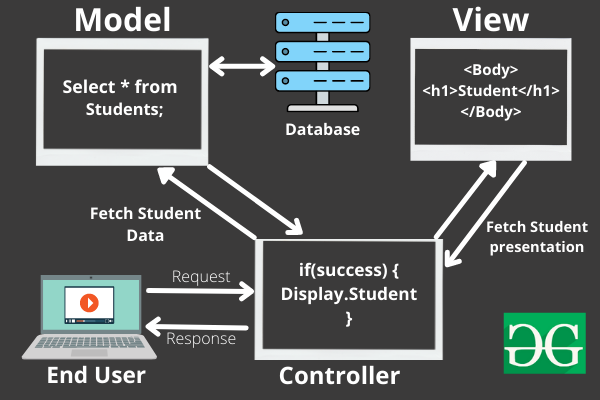 Model
View
Select * from
Students;
<Body>
<h1>Student</h1>
</Body>
Database
Fetch Student
Data
Fetch Student
presentation
Request
Response
if(success) {
Display.Student
}
End User
Controller